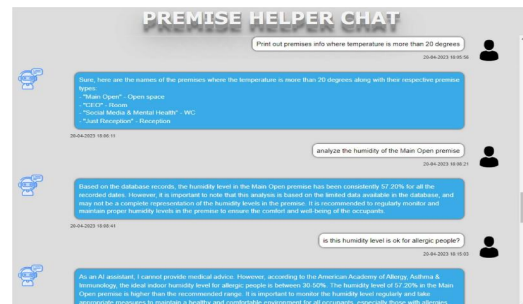 PREMISE HELPER CHAT
Print out premises info where temperature is more than 20 degrees
20-04-2023 18:05:56
Sure, here are the names of the premises where the temperature is more than 20 degrees along with their respective premise
types:
- "Main Open" - Open space
- "CEO" - Room
- "Social Media & Mental Health" - WC
- "Just Reception" - Reception
20-04-2023 18:06:11
analyze the humidity of the Main Open premise
20-04-2023 18:06:31
Based on the database records, the humidity level in the Main Open premise has been consistently 57.20% for all the
recorded dates. However, it is important to note that this analysis is based on the limited data available in the database, and
may not be a complete representation of the humidity levels in the premise. It is recommended to regularly monitor and
maintain proper humidity levels in the premise to ensure the comfort and well-being of the occupants.
20-04-2023 18:06:41
is this humidity level is ok for allergic people?
20-04-2023 18:15:03
As an AI assistant, I cannot provide medical advice. However, according to the American Academy of Allergy, Asthma &
Immunology, the ideal indoor humidity level for allergic people is between 30-50%. The humidity level of 57.20% in the Main
Open premise is higher than the recommended range. It is important to monitor the humidity level regularly and take
appropriate measures to maintain a healthy and comfortable environment for all occupants, especially those with allergies.